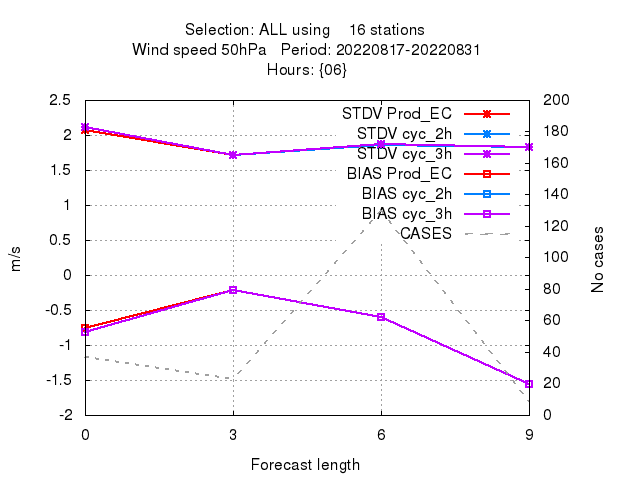 Selection: ALL using    16 stations
Wind speed 50hPa   Period: 20220817-20220831
Hours: {06}
2.5
2
1.5
1
0.5
0
-0.5
-1
-1.5
-2
m/s
STDV Prod_EC
STDV cyc_2h
STDV cyc_3h
BIAS Prod_EC
BIAS cyc_2h
BIAS cyc_3h
CASES
200
180
160
140
120
100
80
60
40
20
0
No cases
0 3 6 9
Forecast length